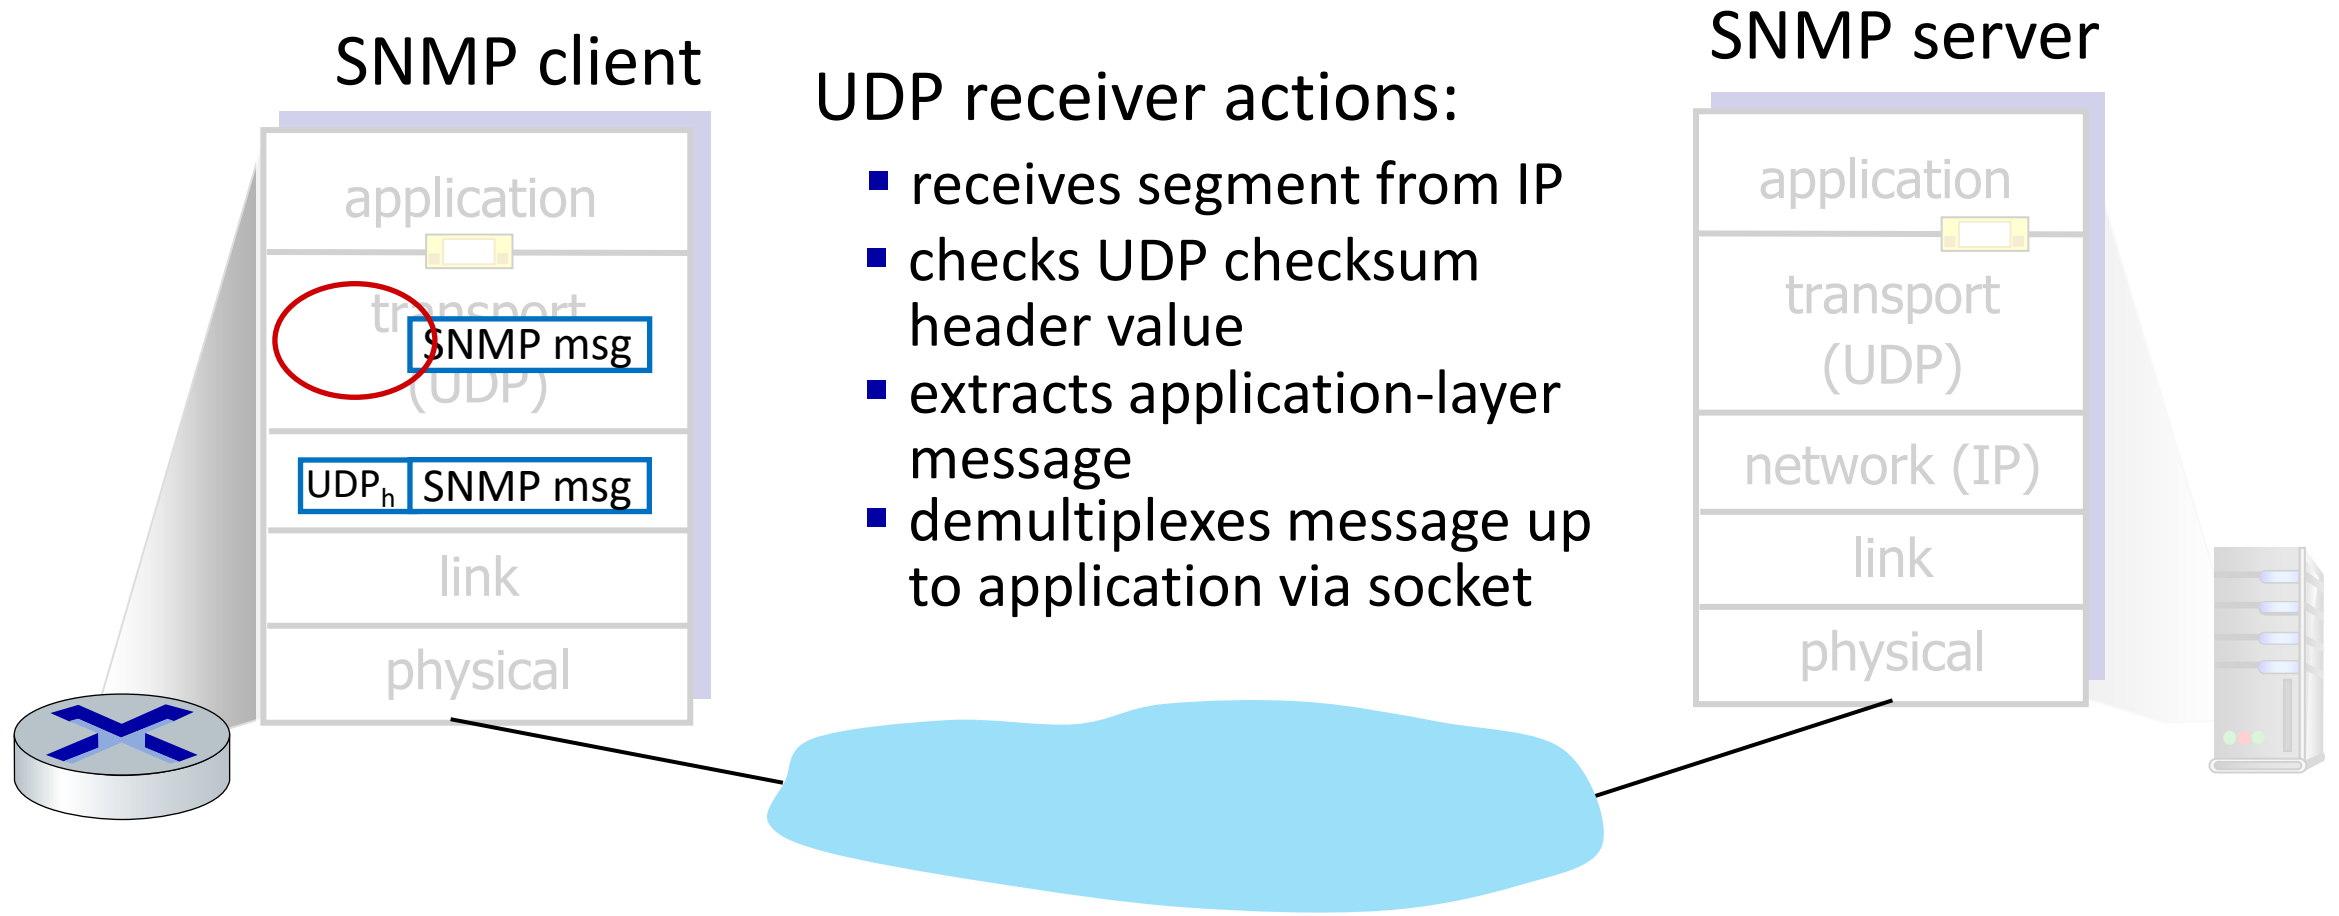 SNMP client
application
transport
SNMP msg
(UDP)
UDPh SNMP msg
link
physical
UDP receiver actions:
receives segment from IP
checks UDP checksum
header value
extracts application-layer
message
demultiplexes message up
to application via socket
SNMP server
application
transport
(UDP)
network (IP)
link
physical